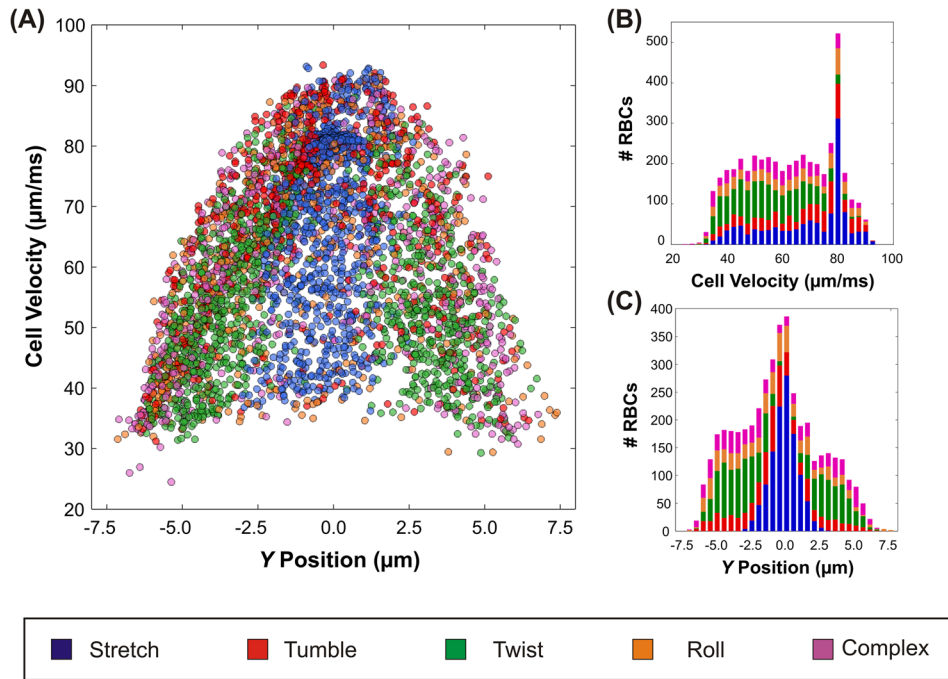 (A)
100
90
80
70
60
50
40
30
20
Cell Velocity (μm/ms)
-7.5 -5.0 -2.5 0.0 2.5 5.0 7.5
Y Position (μm)
(B)
500
400
300
200
100
0
# RBCs
20 40 60 80 100
Cell Velocity (μm/ms)
(C)
400
350
300
250
200
150
100
50
0
# RBCs
-7.5 -5.0 -2.5 0.0 2.5 5.0 7.5
Y Position (μm)
Stretch Tumble Twist Roll Complex